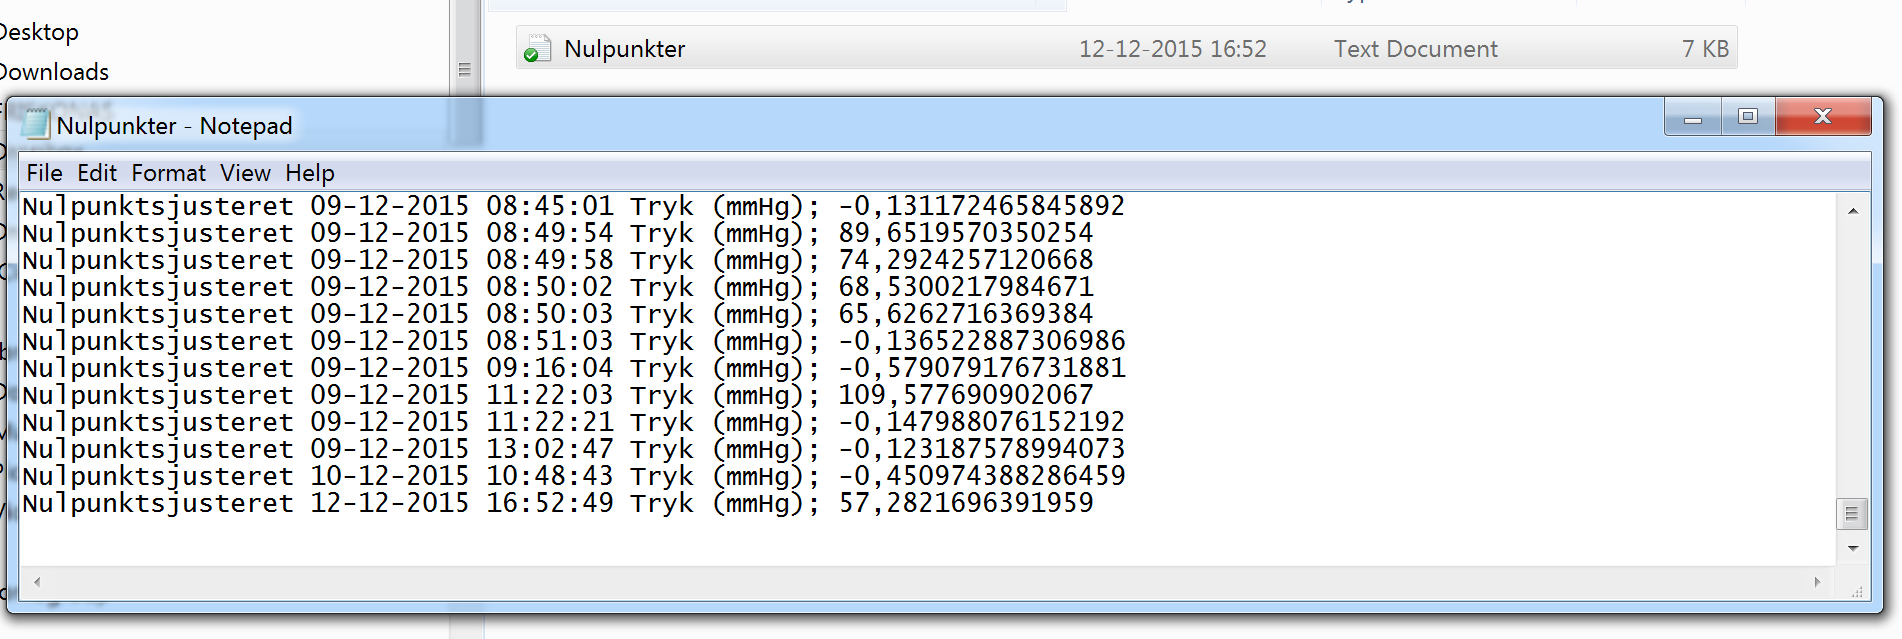 Desktop
Nulpunkter 12-12-2015 16:52 Text Document 7 KB
Downloads
Nulpunkter - Notepad
File Edit Format View Help
Nulpunktsjusteret 09-12-2015 08:45:01 Tryk (mmHg); -0,131172465845892
Nulpunktsjusteret 09-12-2015 08:49:54 Tryk (mmHg); 89,6519570350254
Nulpunktsjusteret 09-12-2015 08:49:58 Tryk (mmHg); 74,2924257120668
Nulpunktsjusteret 09-12-2015 08:50:02 Tryk (mmHg); 68,5300217984671
Nulpunktsjusteret 09-12-2015 08:50:03 Tryk (mmHg); 65,6262716369384
Nulpunktsjusteret 09-12-2015 08:51:03 Tryk (mmHg); -0,136522887306986
Nulpunktsjusteret 09-12-2015 09:16:04 Tryk (mmHg); -0,579079176731881
Nulpunktsjusteret 09-12-2015 11:22:03 Tryk (mmHg); 109,577690902067
Nulpunktsjusteret 09-12-2015 11:22:21 Tryk (mmHg); -0,147988076152192
Nulpunktsjusteret 09-12-2015 13:02:47 Tryk (mmHg); -0,123187578994073
Nulpunktsjusteret 10-12-2015 10:48:43 Tryk (mmHg); -0,450974388286459
Nulpunktsjusteret 12-12-2015 16:52:49 Tryk (mmHg); 57,2821696391959